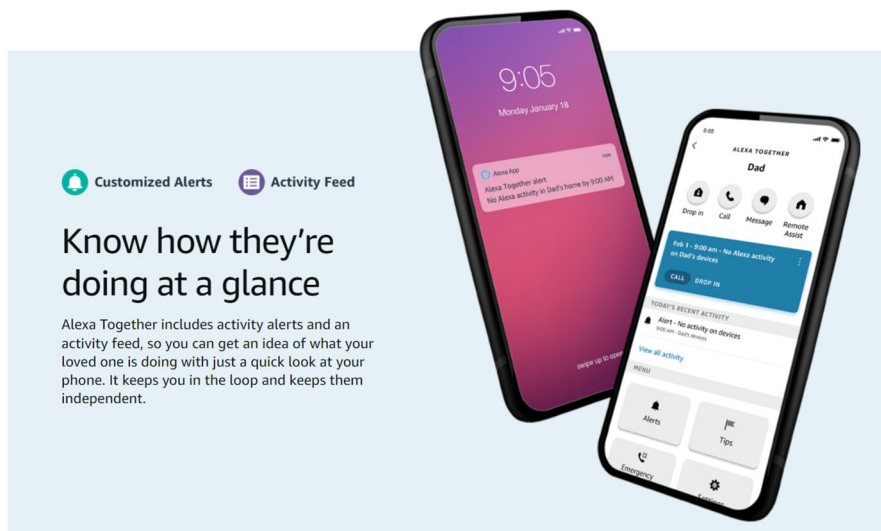 Customized Alerts
Activity Feed
Know how they're
doing at a glance
Alexa Together includes activity alerts and an
activity feed, so you can get an idea of what your
loved one is doing with just a quick look at your
phone. It keeps you in the loop and keeps them
independent.
9:05
Monday January 18
Alexa App
now
Alexa Together alert
No Alexa activity in Dad's home by 9:00 AM
swipe up to open
9:05
ALEXA TOGETHER
Dad
Drop in
Call
Message
Remote
Assist
Feb 1 - 9:00 am - No Alexa activity
on Dad's devices
CALL
DROP IN
TODAY'S RECENT ACTIVITY
Alert - No activity on devices
9:00 AM - Dad's devices
View all activity
MENU
Alerts
Tips
Emergency
Settings